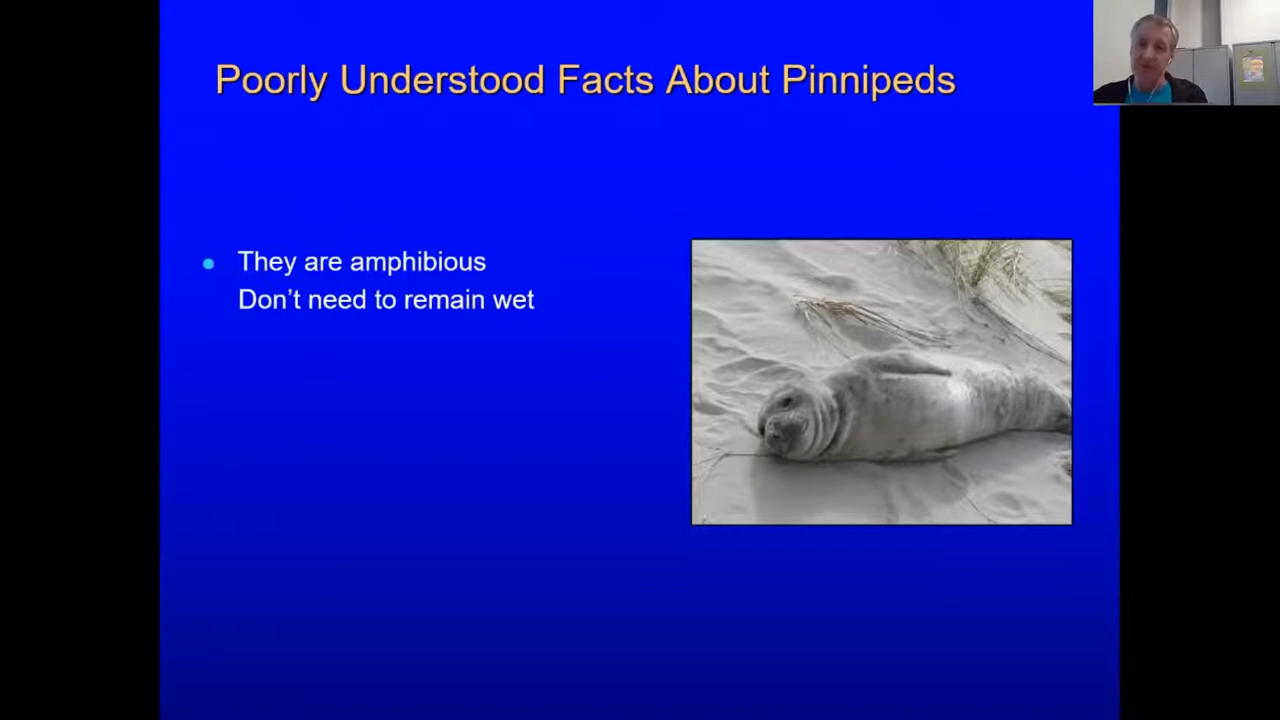 Poorly Understood Facts About Pinnipeds
• They are amphibious
Don't need to remain wet